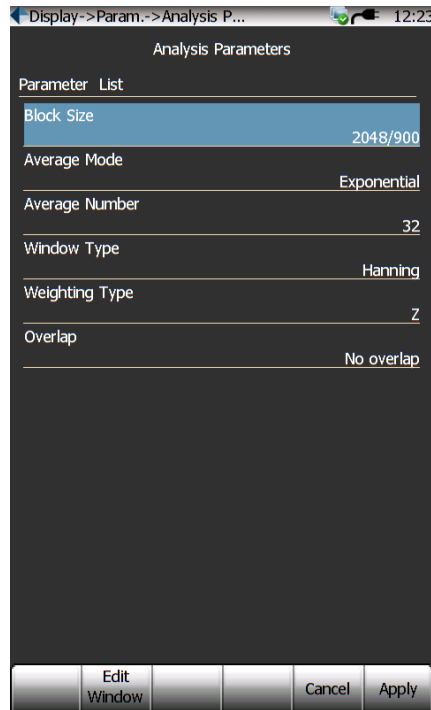 Display->Param.->Analysis P... 12:23
Analysis Parameters
Parameter List
Block Size
2048/900
Average Mode
Exponential
Average Number
32
Window Type
Hanning
Weighting Type
Z
Overlap
No overlap
Edit
Window
Cancel
Apply